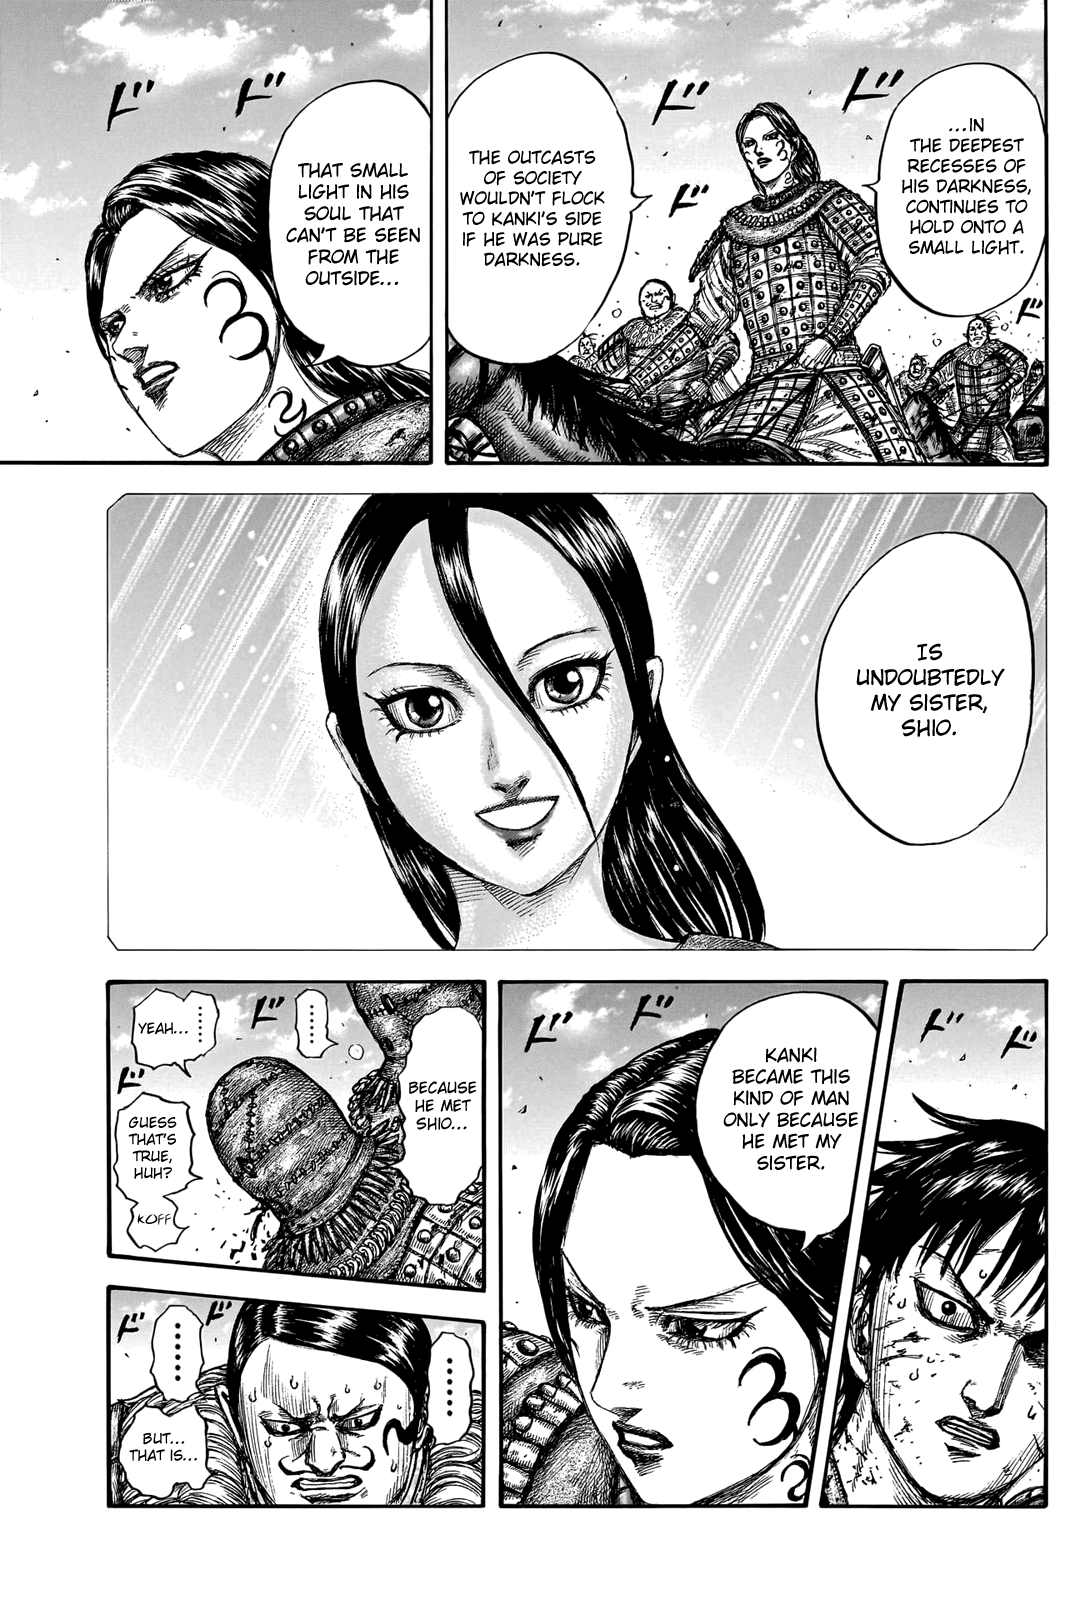 ...IN
THE DEEPEST
RECESSES OF
HIS DARKNESS,
CONTINUES TO
HOLD ONTO A
SMALL LIGHT.
THE OUTCASTS
OF SOCIETY
WOULDN'T FLOCK
TO KANKI'S SIDE
IF HE WAS PURE
DARKNESS.
ド
ド
ド
ド
THAT SMALL
LIGHT IN HIS
SOUL THAT
CAN'T BE SEEN
FROM THE
OUTSIDE...
ド
ド
IS
UNDOUBTEDLY
MY SISTER,
SHIO.
ド
ド
KANKI
BECAME THIS
KIND OF MAN
ONLY BECAUSE
HE MET MY
SISTER.
ド
ド
BECAUSE
HE MET
SHIO...
......
ド
......
YEAH...
ド
GUESS
THAT'S
TRUE,
HUH?
KOFF
......
ド
ド
......
BUT...
THAT IS...